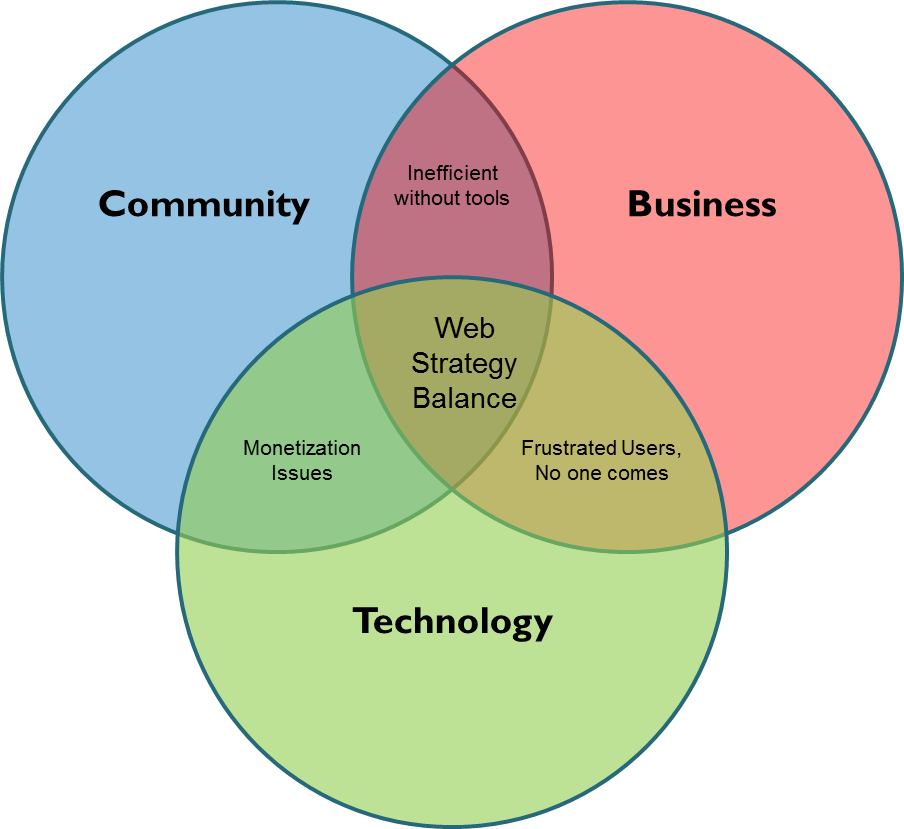 Inefficient
without tools
Community
Business
Web
Strategy
Balance
Monetization
Issues
Frustrated Users,
No one comes
Technology